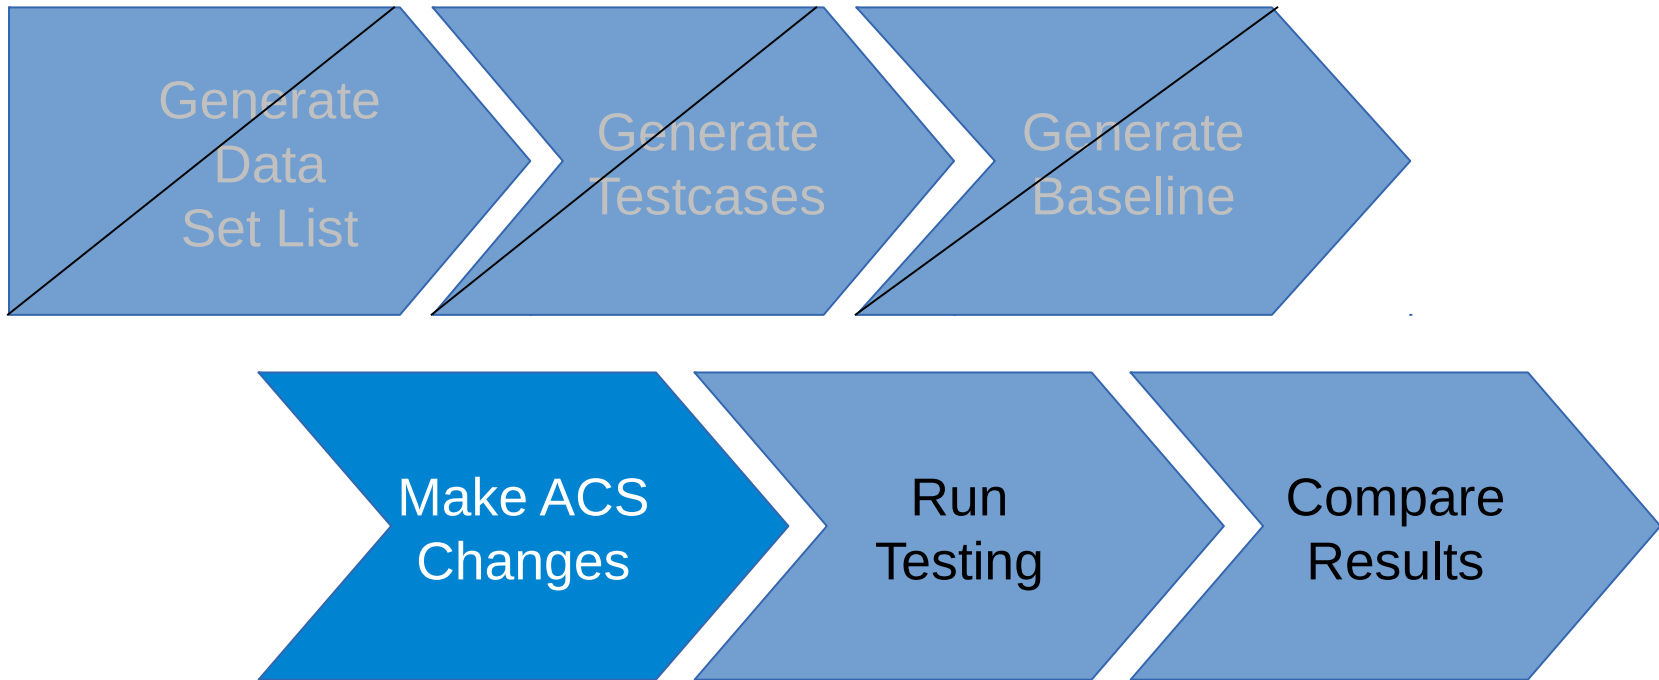 Generate
Data
Set List
Generate
Testcases
Generate
Baseline
Make ACS
Changes
Run
Testing
Compare
Results